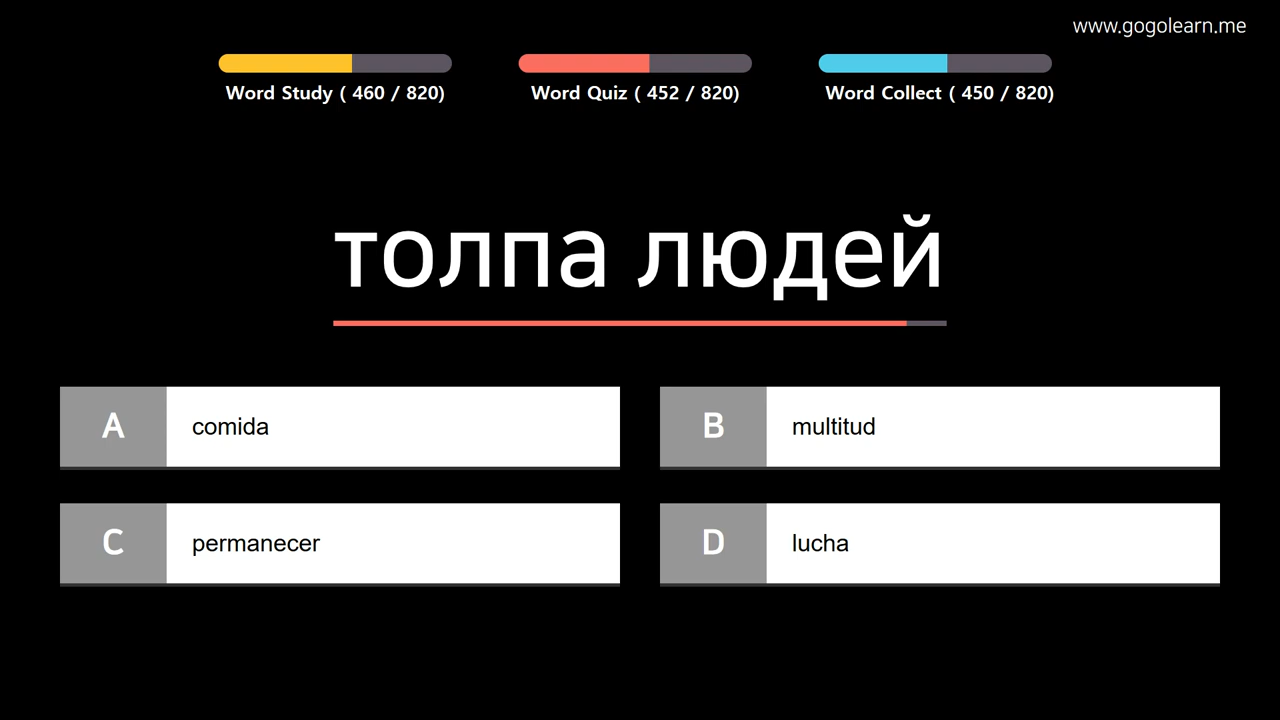 www.gogolearn.me
Word Study ( 460 / 820)
Word Quiz ( 452 / 820)
Word Collect ( 450 / 820)
толпа людей
A
comida
B
multitud
C
permanecer
D
lucha